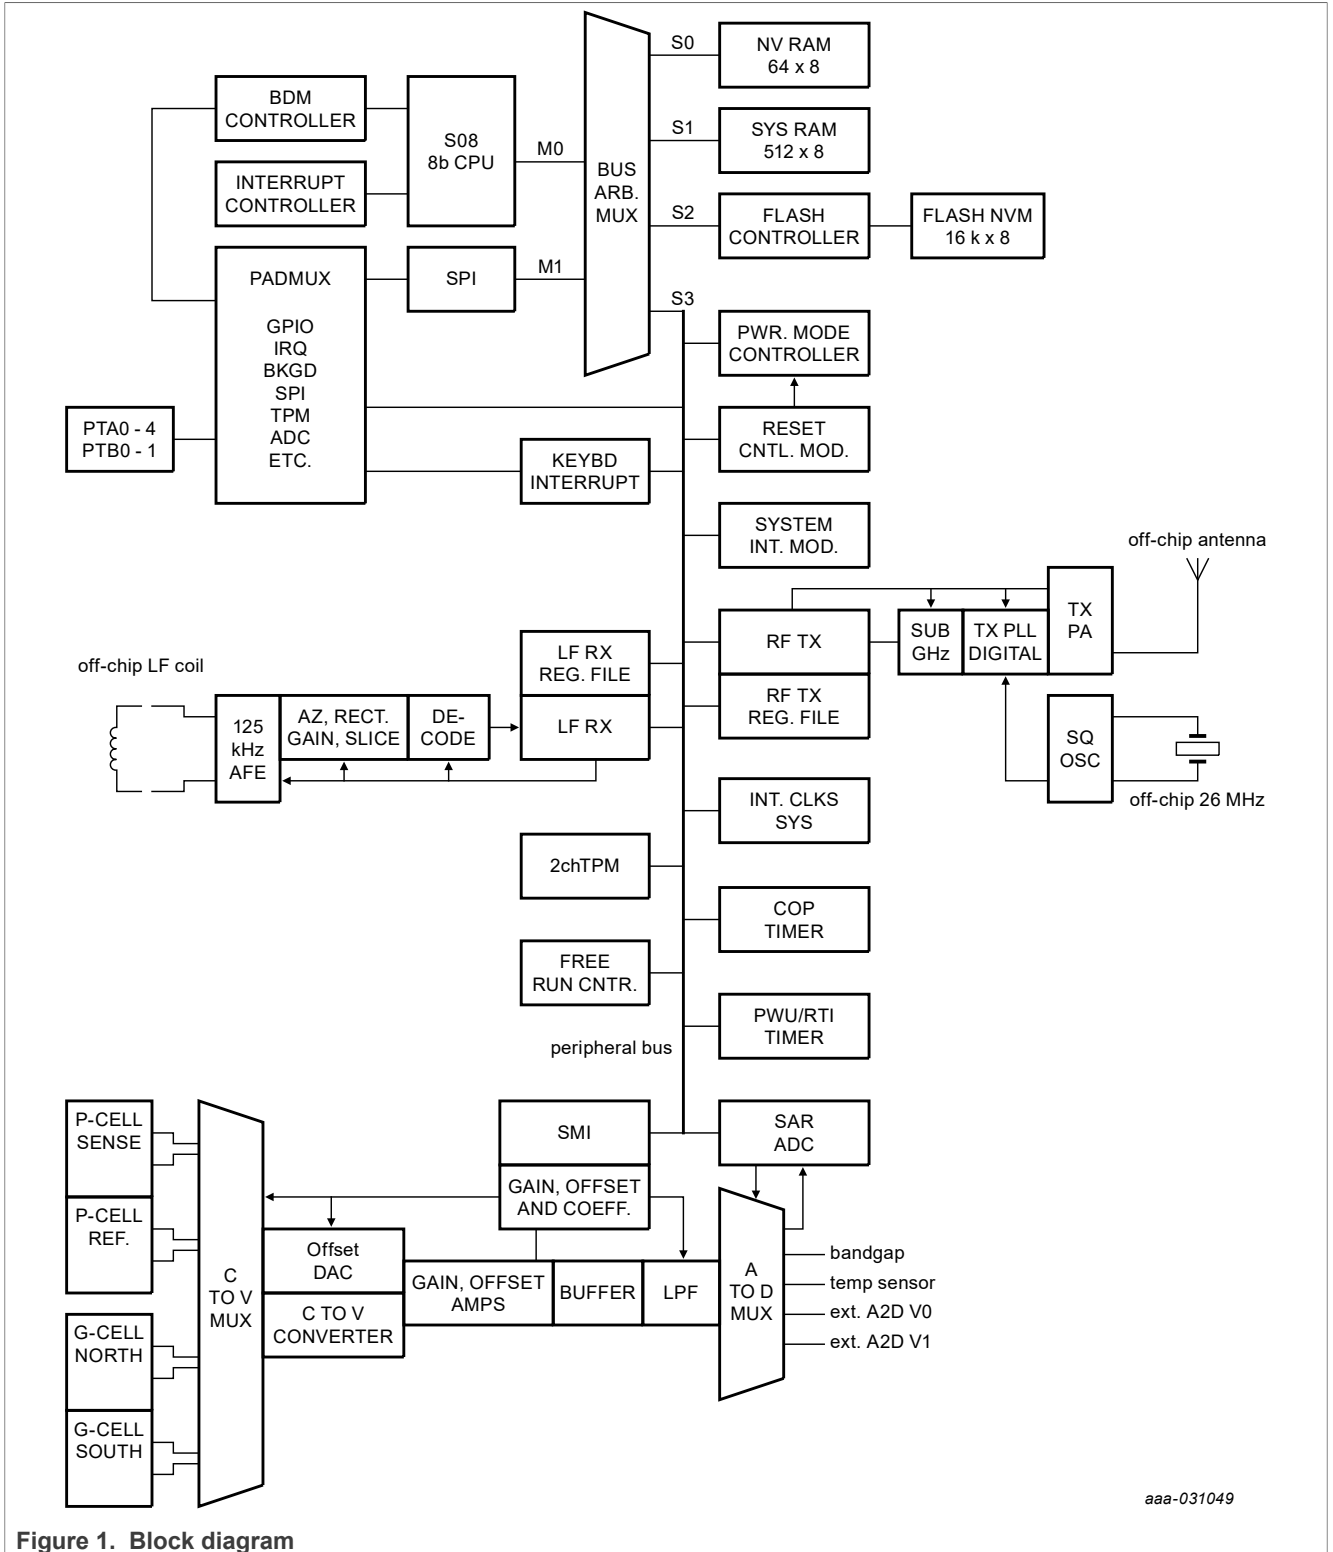 S0
NV RAM
64 x 8
BDM
CONTROLLER
S08
8b CPU
S1
SYS RAM
512 x 8
M0
BUS
ARB.
MUX
INTERRUPT
CONTROLLER
S2
FLASH
CONTROLLER
FLASH NVM
16 k x 8
PADMUX
GPIO
IRQ
BKGD
SPI
TPM
ADC
ETC.
SPI
M1
S3
PWR. MODE
CONTROLLER
PTA0 - 4
PTB0 - 1
RESET
CNTL. MOD.
KEYBD
INTERRUPT
SYSTEM
INT. MOD.
off-chip antenna
RF TX
SUB
GHz
TX PLL
DIGITAL
TX
PA
LF RX
REG. FILE
off-chip LF coil
RF TX
REG. FILE
125
kHz
AFE
AZ, RECT.
GAIN, SLICE
DE-
CODE
LF RX
SQ
OSC
off-chip 26 MHz
INT. CLKS
SYS
2chTPM
COP
TIMER
FREE
RUN CNTR.
PWU/RTI
TIMER
peripheral bus
P-CELL
SENSE
SMI
SAR
ADC
GAIN, OFFSET
AND COEFF.
P-CELL
REF.
C
TO V
MUX
Offset
DAC
C TO V
CONVERTER
GAIN, OFFSET
AMPS
BUFFER
LPF
A
TO D
MUX
bandgap
temp sensor
ext. A2D V0
ext. A2D V1
G-CELL
NORTH
G-CELL
SOUTH
aaa-031049
Figure 1. Block diagram